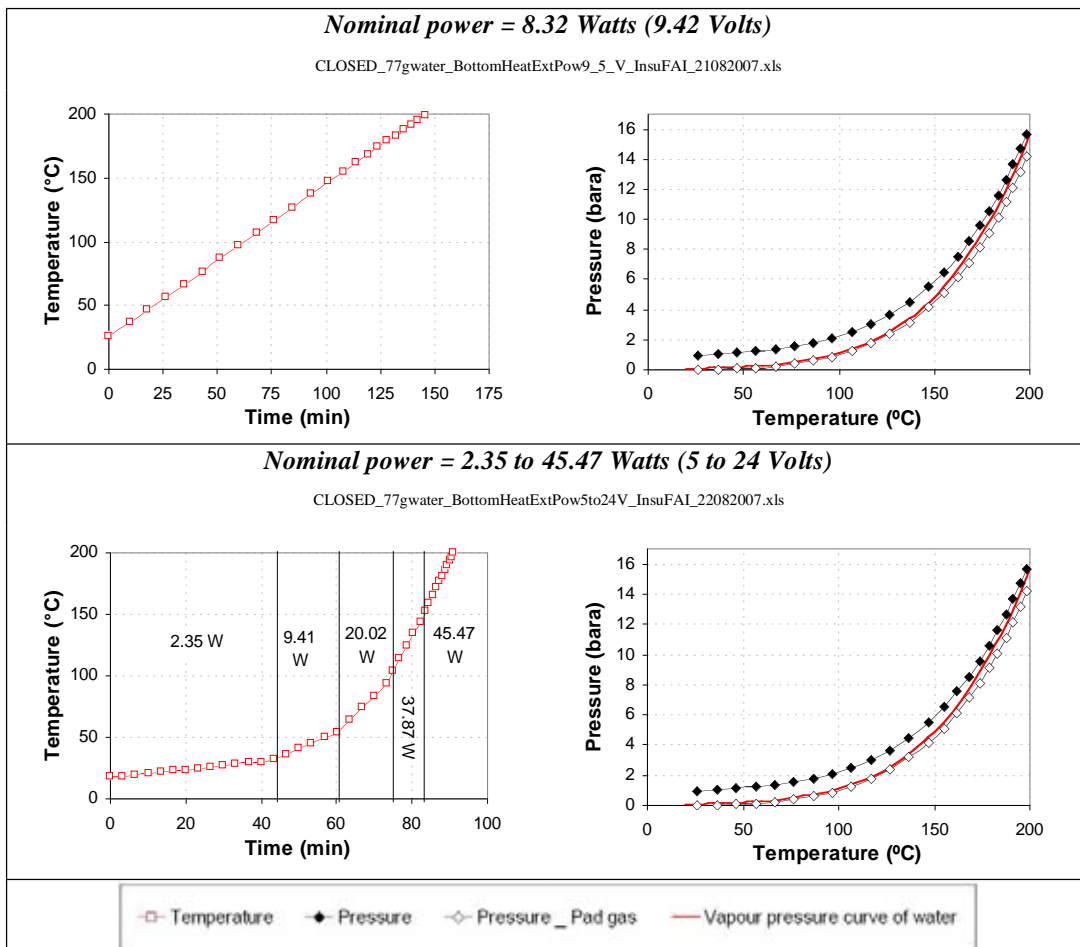 Nominal power = 8.32 Watts (9.42 Volts)
CLOSED_77gwater_BottomHeatExtPow9_5_V_InsuFAI_21082007.xls
Temperature (°C)
200
150
100
50
0
0 25 50 75 100 125 150 175
Time (min)
Pressure (bara)
16
14
12
10
8
6
4
2
0
0 50 100 150 200
Temperature (ºC)
Nominal power = 2.35 to 45.47 Watts (5 to 24 Volts)
CLOSED_77gwater_BottomHeatExtPow5to24V_InsuFAI_22082007.xls
Temperature (°C)
200
150
100
50
0
2.35 W
9.41
W
20.02
W
37.87 W
45.47
W
0 20 40 60 80 100
Time (min)
Pressure (bara)
16
14
12
10
8
6
4
2
0
0 50 100 150 200
Temperature (ºC)
Temperature Pressure Pressure _ Pad gas Vapour pressure curve of water